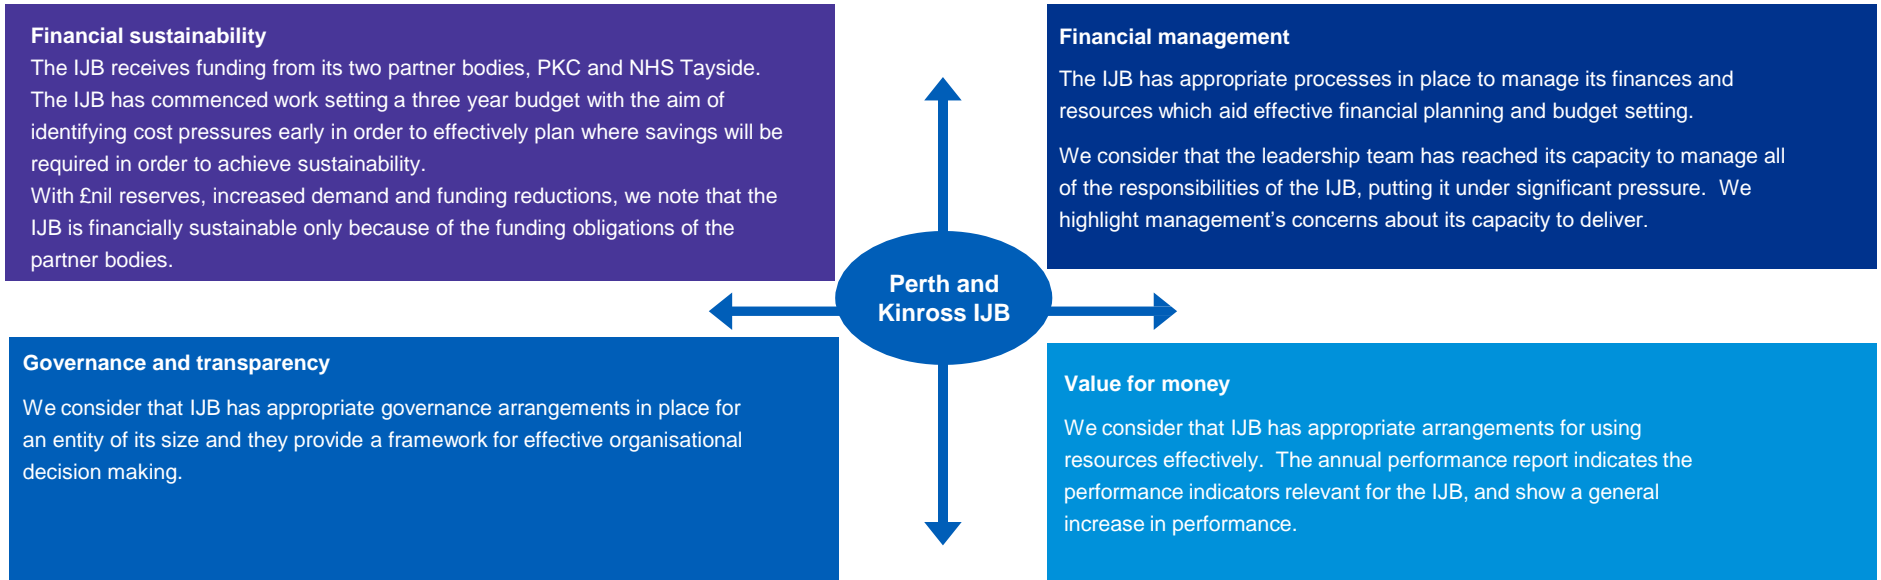 Financial sustainability
The IJB receives funding from its two partner bodies, PKC and NHS Tayside.
The IJB has commenced work setting a three year budget with the aim of
identifying cost pressures early in order to effectively plan where savings will be
required in order to achieve sustainability.
With £nil reserves, increased demand and funding reductions, we note that the
IJB is financially sustainable only because of the funding obligations of the
partner bodies.
Financial management
The IJB has appropriate processes in place to manage its finances and
resources which aid effective financial planning and budget setting.
We consider that the leadership team has reached its capacity to manage all
of the responsibilities of the IJB, putting it under significant pressure.  We
highlight management's concerns about its capacity to deliver.
Perth and
Kinross IJB
Governance and transparency
We consider that IJB has appropriate governance arrangements in place for
an entity of its size and they provide a framework for effective organisational
decision making.
Value for money
We consider that IJB has appropriate arrangements for using
resources effectively.  The annual performance report indicates the
performance indicators relevant for the IJB, and show a general
increase in performance.